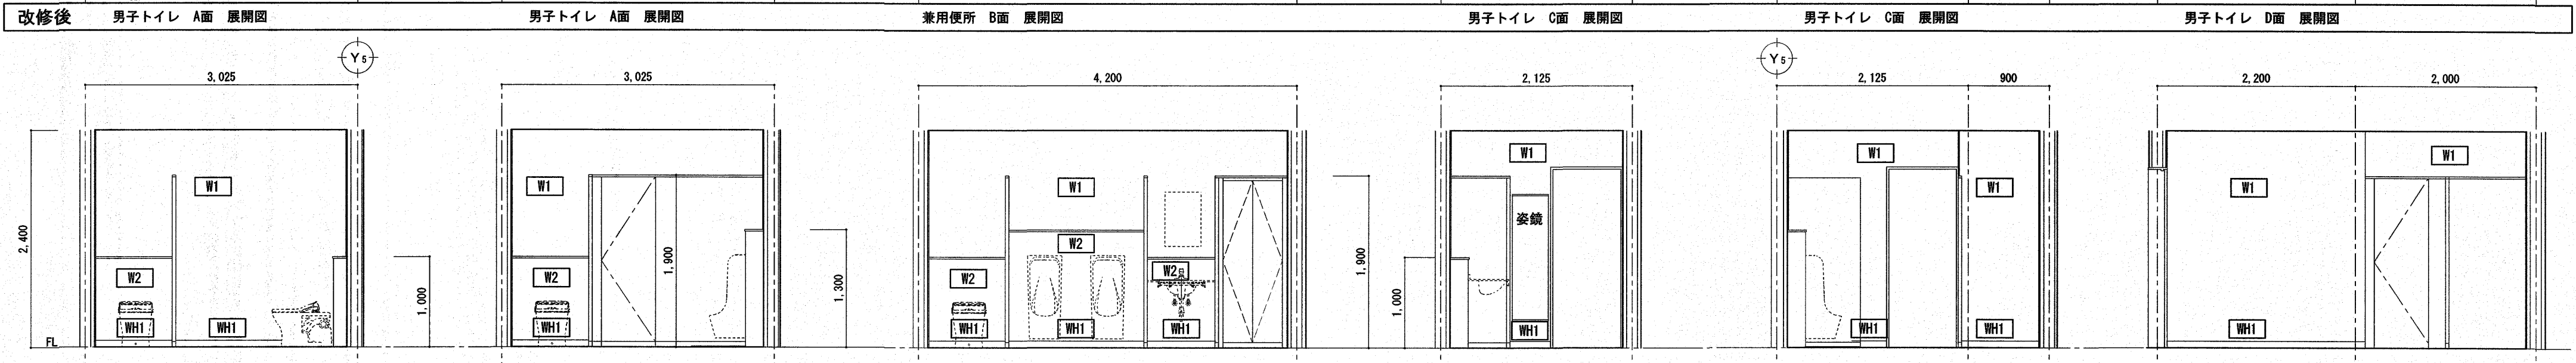 改修後 男子トイレ A面 展開図 男子トイレ A面 展開図 兼用便所 B面 展開図 男子トイレ C面 展開図 男子トイレ C面 展開図 男子トイレ D面 展開図
Y5 Y5
3,025 3,025 4,200 2,125 2,125 900 2,200 2,000
W1 W1 W1
W1 W1 W1 W1 W1 W1
姿鏡
2,400 W2 W2 1,900 1,300 W2 W2 W2 1,900
1,000 1,000
WH1 WH1 WH1 WH1 WH1 WH1 WH1 WH1 WH1 WH1
FL